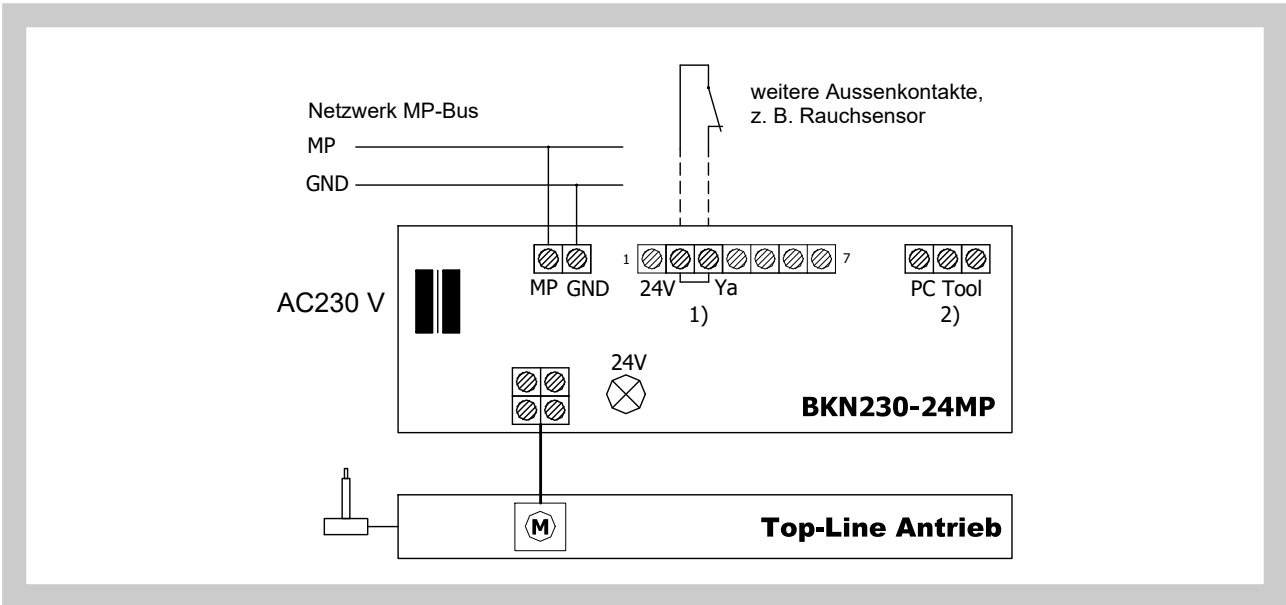 weitere Aussenkontakte,
z. B. Rauchsensor
Netzwerk MP-Bus
MP
GND
AC230 V
1
7
MP GND
24V
Ya
1)
PC Tool
2)
24V
BKN230-24MP
M
Top-Line Antrieb